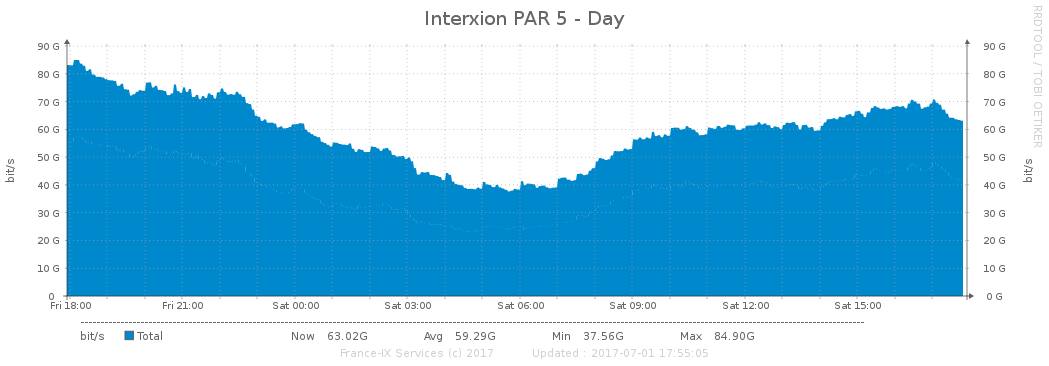 Interxion PAR 5 - Day
RRDTOOL / TOBI OETIKER
90 G 90 G
80 G 80 G
70 G 70 G
60 G 60 G
50 G 50 G
40 G 40 G
30 G 30 G
20 G 20 G
10 G 10 G
0 0 G
bit/s bit/s
Fri 18:00 Fri 21:00 Sat 00:00 Sat 03:00 Sat 06:00 Sat 09:00 Sat 12:00 Sat 15:00
bit/s Total Now 63.02G Avg 59.29G Min 37.56G Max 84.90G
France-IX Services (c) 2017 Updated : 2017-07-01 17:55:05